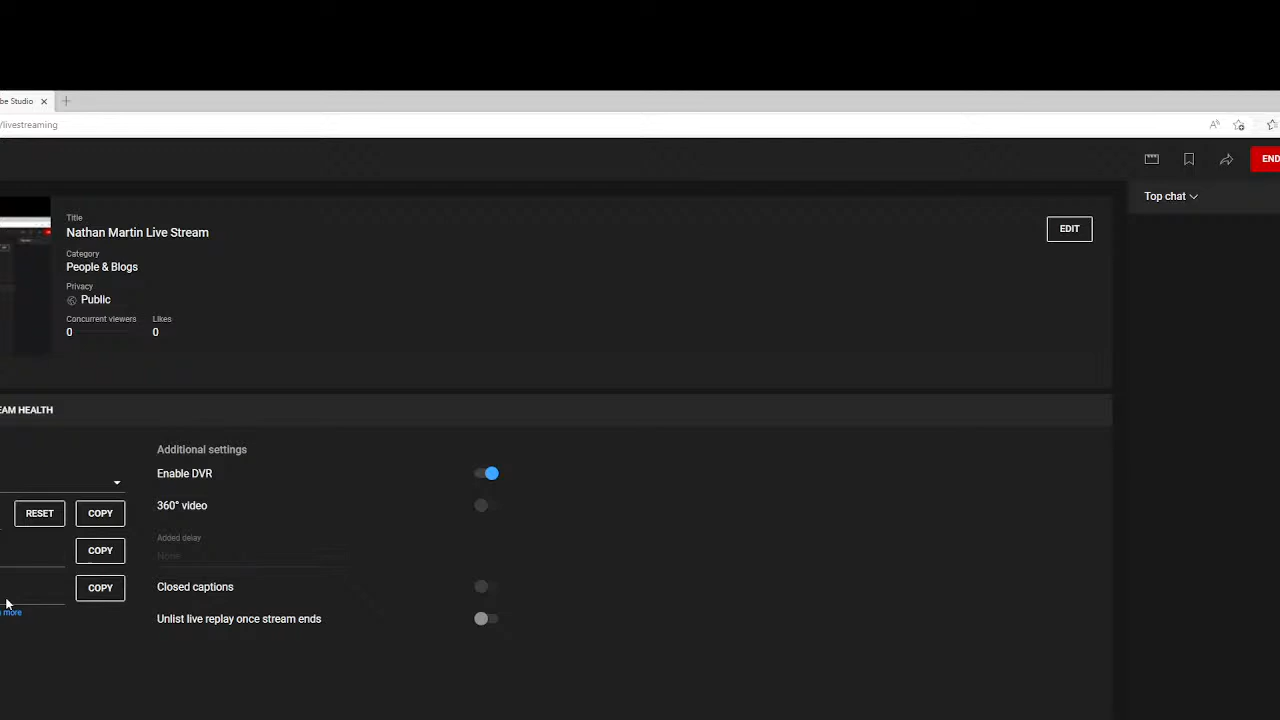 be Studio
/livestreaming
END
Top chat
Title
Nathan Martin Live Stream
EDIT
Category
People & Blogs
Privacy
Public
Concurrent viewers Likes
0 0
EAM HEALTH
Additional settings
Enable DVR
RESET COPY
360° video
Added delay
None
COPY
Closed captions
COPY
more
Unlist live replay once stream ends